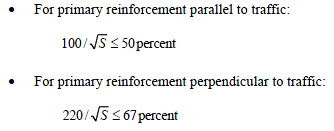 • For primary reinforcement parallel to traffic:
100/√S ≤ 50percent
• For primary reinforcement perpendicular to traffic:
220/√S ≤ 67percent